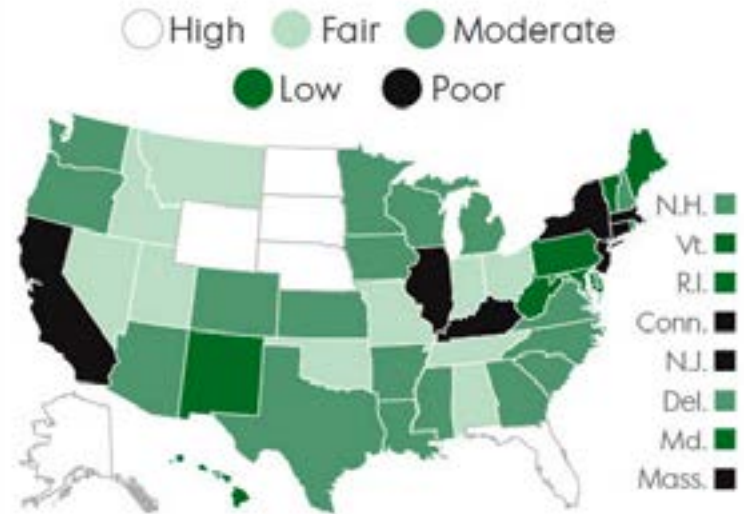 High Fair Moderate
Low Poor
N.H.
Vt.
R.I.
Conn.
N.J.
Del.
Md.
Mass.